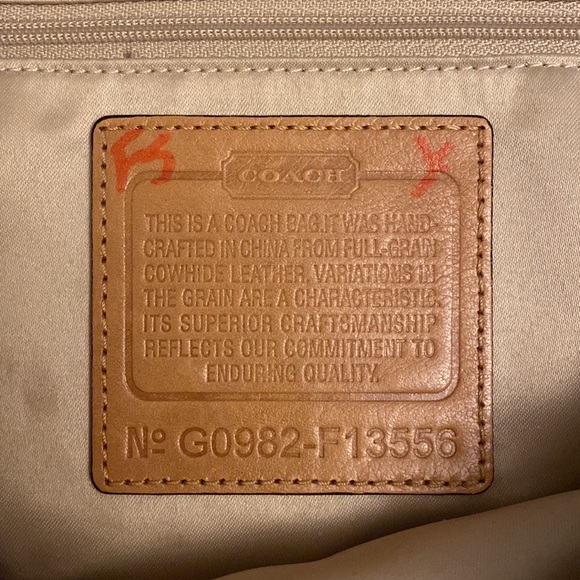 FS
COACH
THIS IS A COACH BAG.IT WAS HAND-
CRAFTED IN CHINA FROM FULL-GRAIN
COWHIDE LEATHER. VARIATIONS IN
THE GRAIN ARE A CHARACTERISTIC.
ITS SUPERIOR CRAFTSMANSHIP
REFLECTS OUR COMMITMENT TO
ENDURING QUALITY.
Nº G0982-F13556